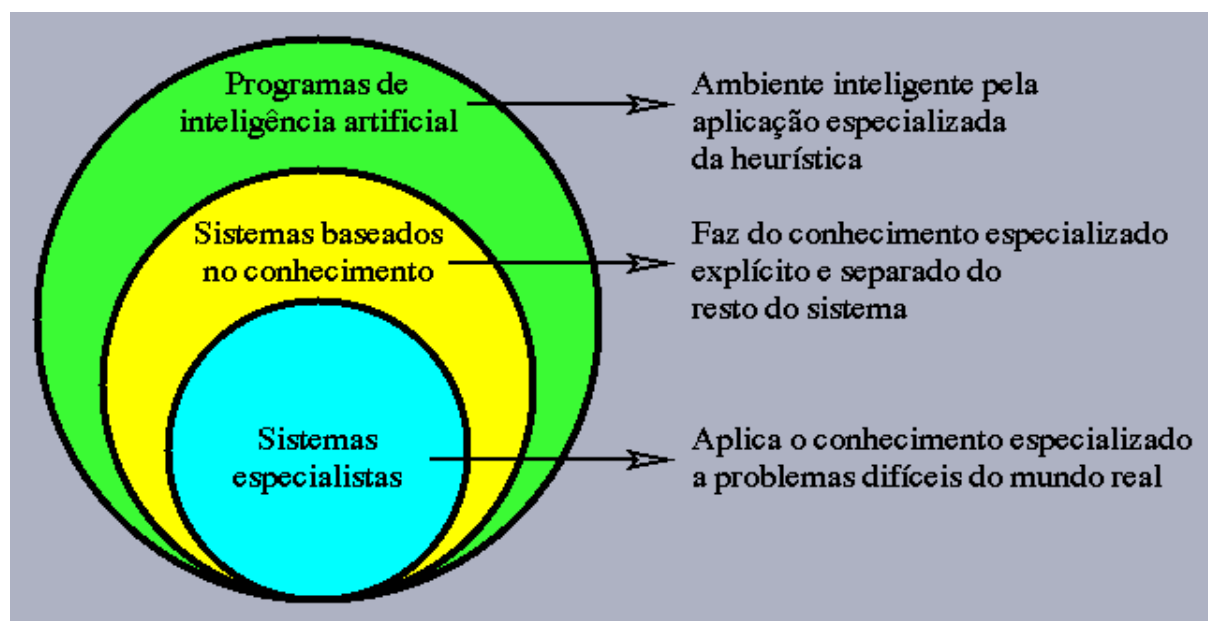 Programas de
inteligência artificial
Ambiente inteligente pela
aplicação especializada
da heurística
Sistemas baseados
no conhecimento
Faz do conhecimento especializado
explícito e separado do
resto do sistema
Sistemas
especialistas
Aplica o conhecimento especializado
a problemas difíceis do mundo real